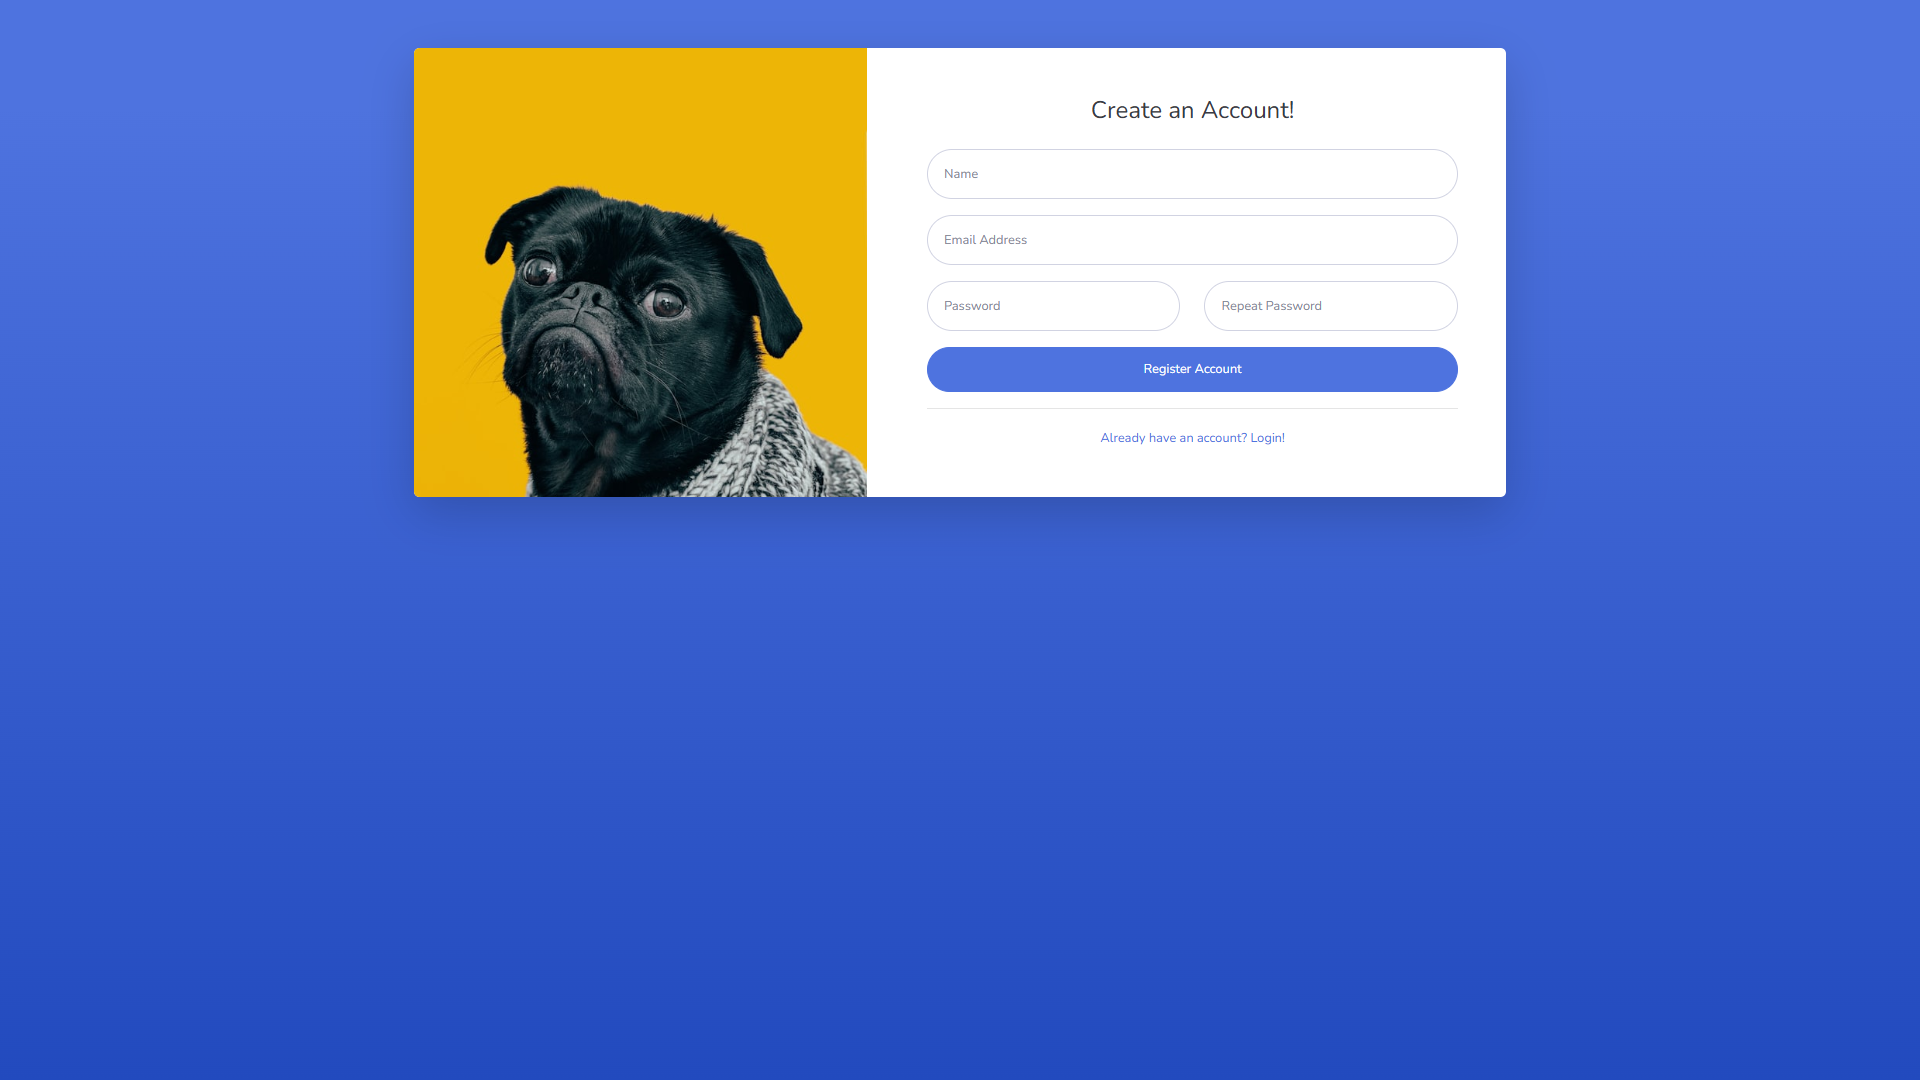 Create an Account!
Name
Email Address
Password
Repeat Password
Register Account
Already have an account? Login!